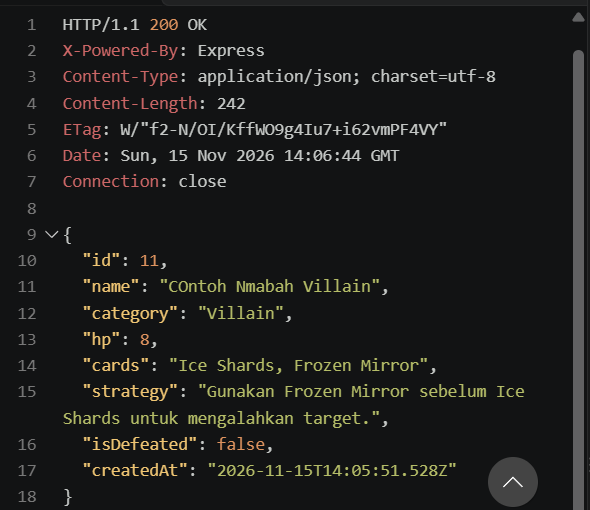 1 HTTP/1.1 200 OK
2 X-Powered-By: Express
3 Content-Type: application/json; charset=utf-8
4 Content-Length: 242
5 ETag: W/"f2-N/OI/KffWO9g4Iu7+i62vmPF4VY"
6 Date: Sun, 15 Nov 2026 14:06:44 GMT
7 Connection: close
8
9 {
10 "id": 11,
11 "name": "COntoh Nmabah Villain",
12 "category": "Villain",
13 "hp": 8,
14 "cards": "Ice Shards, Frozen Mirror",
15 "strategy": "Gunakan Frozen Mirror sebelum Ice
Shards untuk mengalahkan target.",
16 "isDefeated": false,
17 "createdAt": "2026-11-15T14:05:51.528Z"
18 }